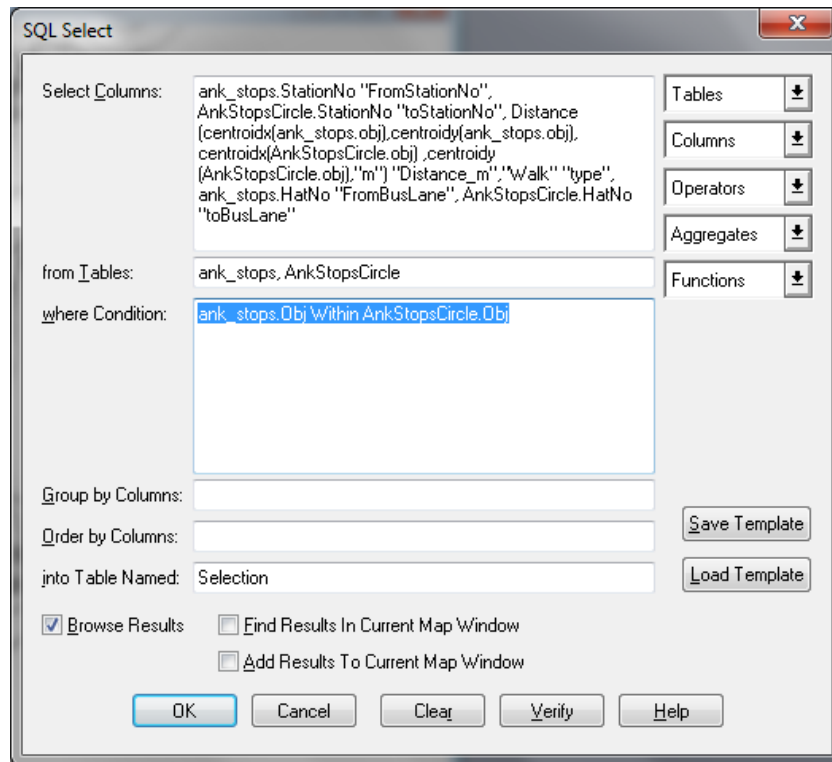 SQL Select
Select Columns:
ank_stops.StationNo "FromStationNo",
AnkStopsCircle.StationNo "toStationNo", Distance
(centroidx(ank_stops.obj),centroidy(ank_stops.obj),
centroidx(AnkStopsCircle.obj) ,centroidy
(AnkStopsCircle.obj),"m") "Distance_m","Walk" "type",
ank_stops.HatNo "FromBusLane", AnkStopsCircle.HatNo
"toBusLane"
Tables
Columns
Operators
Aggregates
Functions
from Tables:
ank_stops, AnkStopsCircle
where Condition:
ank_stops.Obj Within AnkStopsCircle.Obj
Group by Columns:
Order by Columns:
into Table Named:
Selection
Save Template
Load Template
Browse Results
Find Results In Current Map Window
Add Results To Current Map Window
OK
Cancel
Clear
Verify
Help